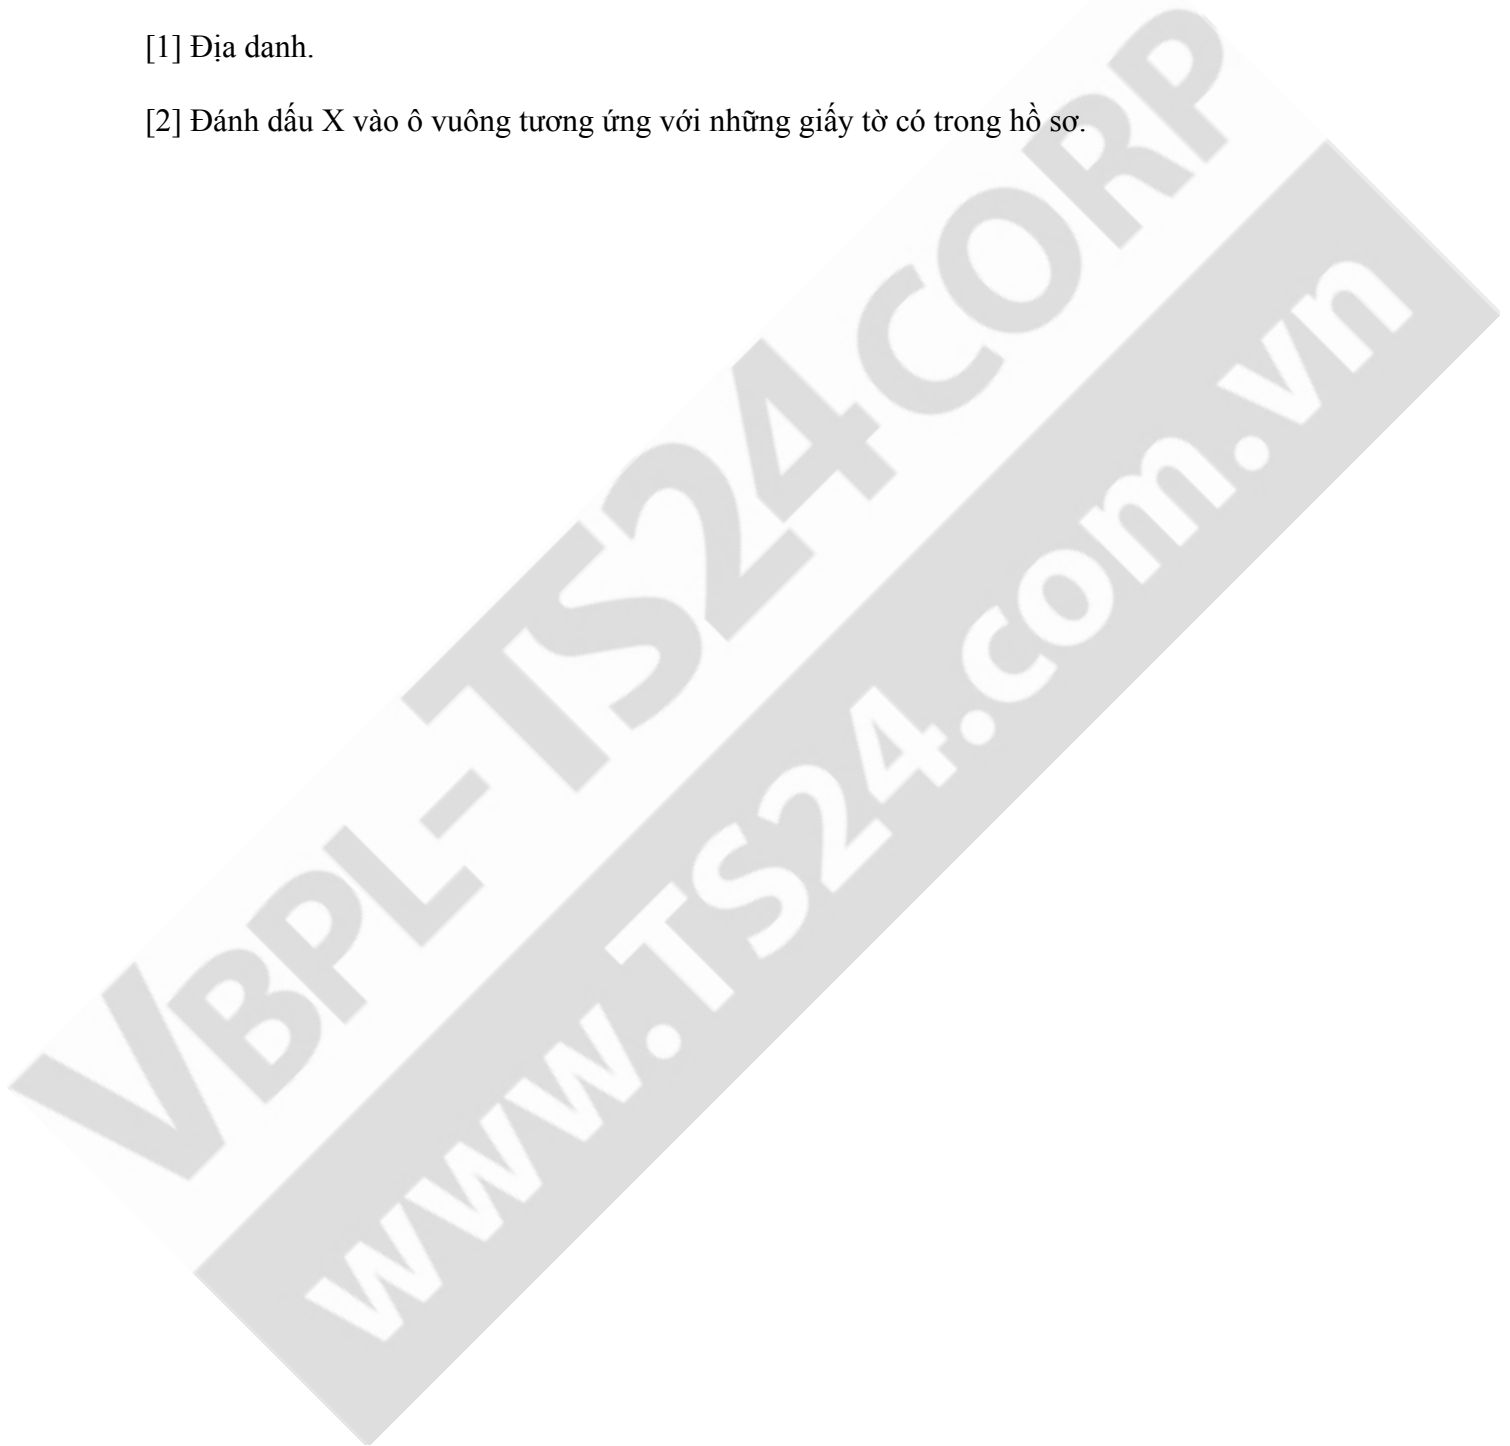 [1] Địa danh.
[2] Đánh dấu X vào ô vuông tương ứng với những giấy tờ có trong hồ sơ.
VBPL-TS24CORP
www.TS24.com.vn